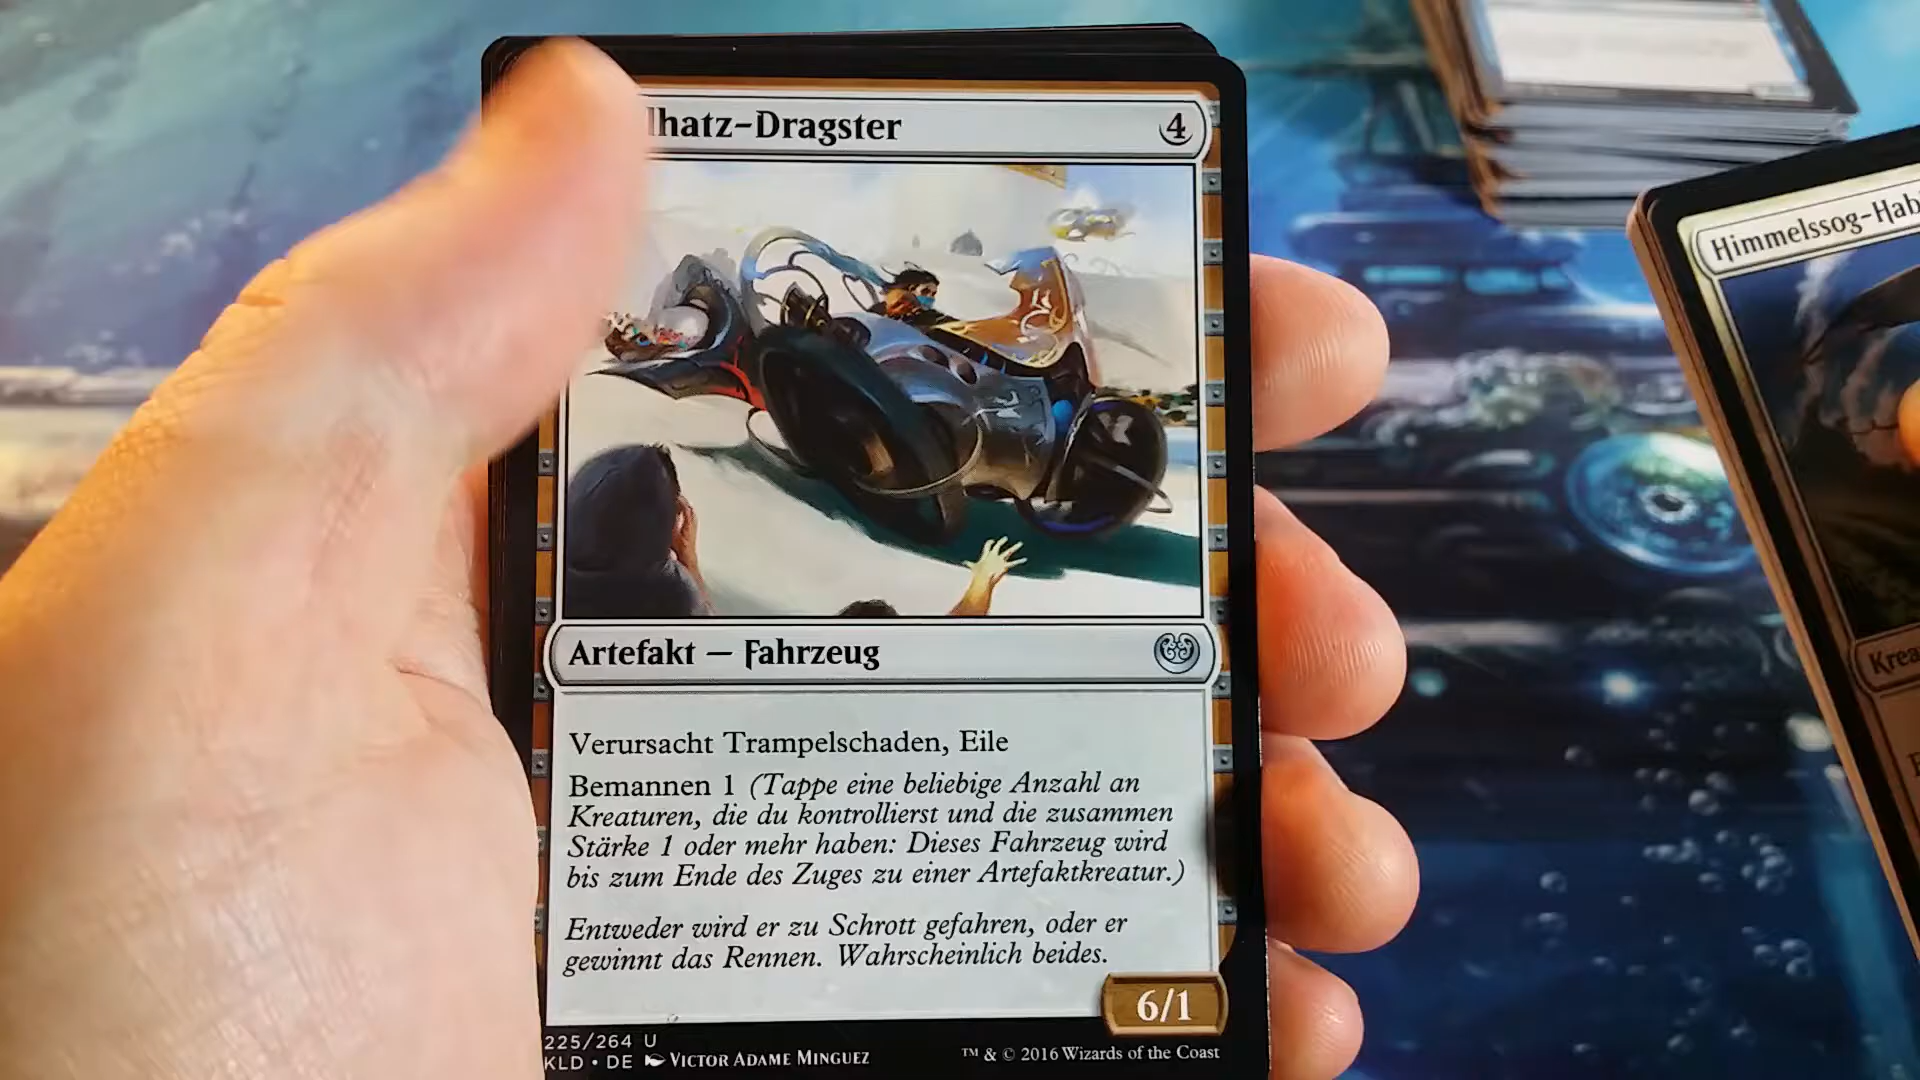 lhatz-Dragster 4
Artefakt — Fahrzeug
Verursacht Trampelschaden, Eile
Bemannen 1 (Tappe eine beliebige Anzahl an
Kreaturen, die du kontrollierst und die zusammen
Stärke 1 oder mehr haben: Dieses Fahrzeug wird
bis zum Ende des Zuges zu einer Artefaktkreatur.)
Entweder wird er zu Schrott gefahren, oder er
gewinnt das Rennen. Wahrscheinlich beides.
6/1
225/264 U
KLD • DE VICTOR ADAME MINGUEZ
™ & © 2016 Wizards of the Coast
Himmelssog-Hab
Krea